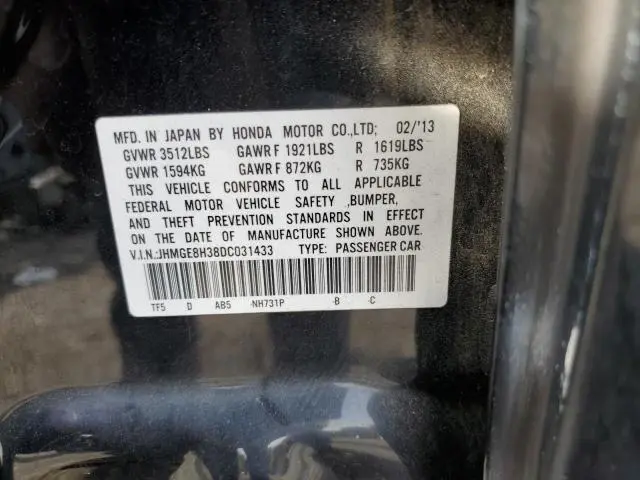 MFD. IN JAPAN BY HONDA MOTOR CO.,LTD; 02/'13
GVWR 3512LBS GAWR F 1921LBS R 1619LBS
GVWR 1594KG GAWR F 872KG R 735KG
THIS VEHICLE CONFORMS TO ALL APPLICABLE
FEDERAL MOTOR VEHICLE SAFETY ,BUMPER,
AND THEFT PREVENTION STANDARDS IN EFFECT
ON THE DATE OF MANUFACTURE SHOWN ABOVE.
V.I.N.:JHMGE8H38DC031433 TYPE: PASSENGER CAR
TF5 D AB5 -NH731P -B -C